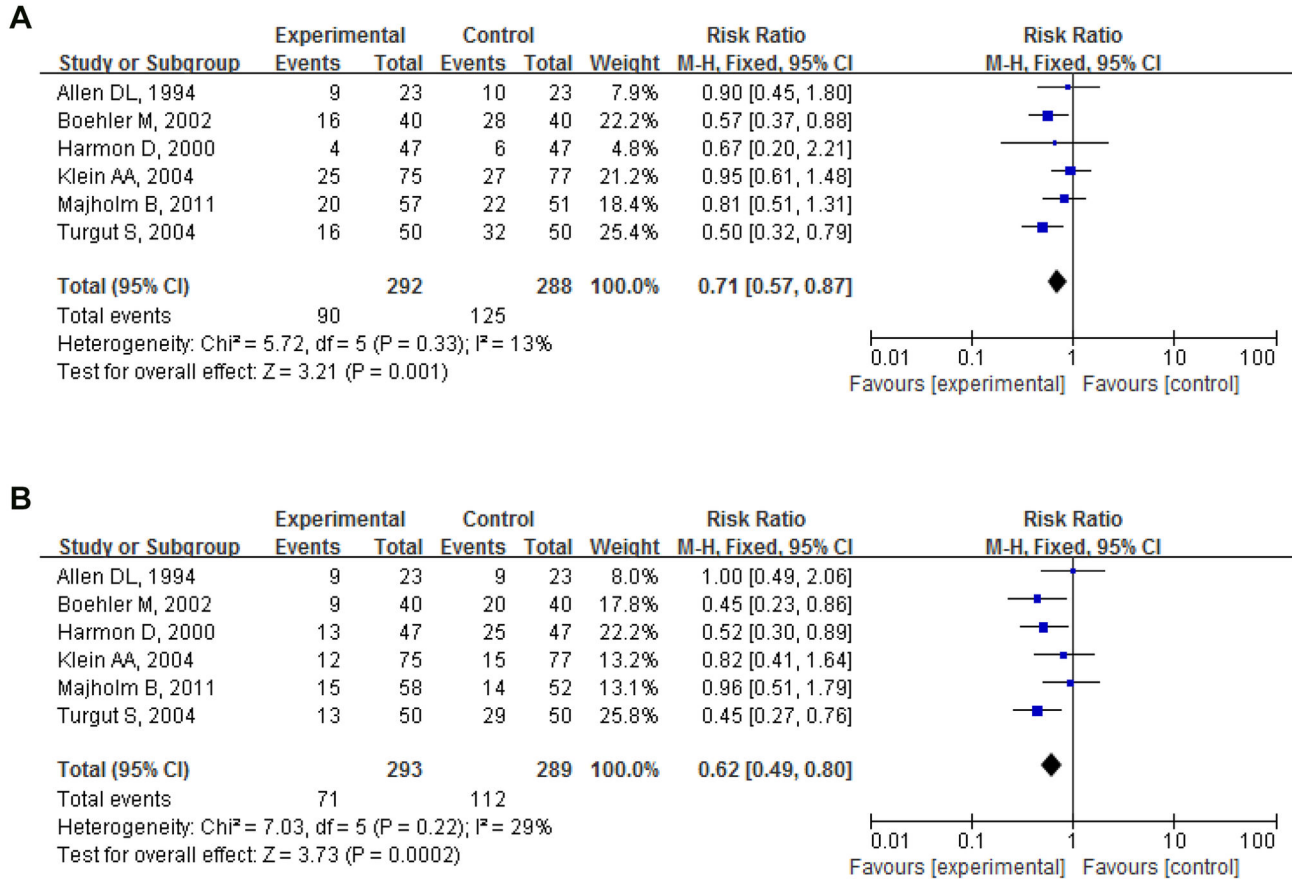 A
Experimental Control Risk Ratio Risk Ratio
Study or Subgroup Events Total Events Total Weight M-H, Fixed, 95% CI M-H, Fixed, 95% CI
Allen DL, 1994 9 23 10 23 7.9% 0.90 [0.45, 1.80]
Boehler M, 2002 16 40 28 40 22.2% 0.57 [0.37, 0.88]
Harmon D, 2000 4 47 6 47 4.8% 0.67 [0.20, 2.21]
Klein AA, 2004 25 75 27 77 21.2% 0.95 [0.61, 1.48]
Majholm B, 2011 20 57 22 51 18.4% 0.81 [0.51, 1.31]
Turgut S, 2004 16 50 32 50 25.4% 0.50 [0.32, 0.79]
Total (95% CI) 292 288 100.0% 0.71 [0.57, 0.87]
Total events 90 125
Heterogeneity: Chi² = 5.72, df = 5 (P = 0.33); I² = 13%
Test for overall effect: Z = 3.21 (P = 0.001)
0.01 0.1 1 10 100
Favours [experimental] Favours [control]
B
Experimental Control Risk Ratio Risk Ratio
Study or Subgroup Events Total Events Total Weight M-H, Fixed, 95% CI M-H, Fixed, 95% CI
Allen DL, 1994 9 23 9 23 8.0% 1.00 [0.49, 2.06]
Boehler M, 2002 9 40 20 40 17.8% 0.45 [0.23, 0.86]
Harmon D, 2000 13 47 25 47 22.2% 0.52 [0.30, 0.89]
Klein AA, 2004 12 75 15 77 13.2% 0.82 [0.41, 1.64]
Majholm B, 2011 15 58 14 52 13.1% 0.96 [0.51, 1.79]
Turgut S, 2004 13 50 29 50 25.8% 0.45 [0.27, 0.76]
Total (95% CI) 293 289 100.0% 0.62 [0.49, 0.80]
Total events 71 112
Heterogeneity: Chi² = 7.03, df = 5 (P = 0.22); I² = 29%
Test for overall effect: Z = 3.73 (P = 0.0002)
0.01 0.1 1 10 100
Favours [experimental] Favours [control]